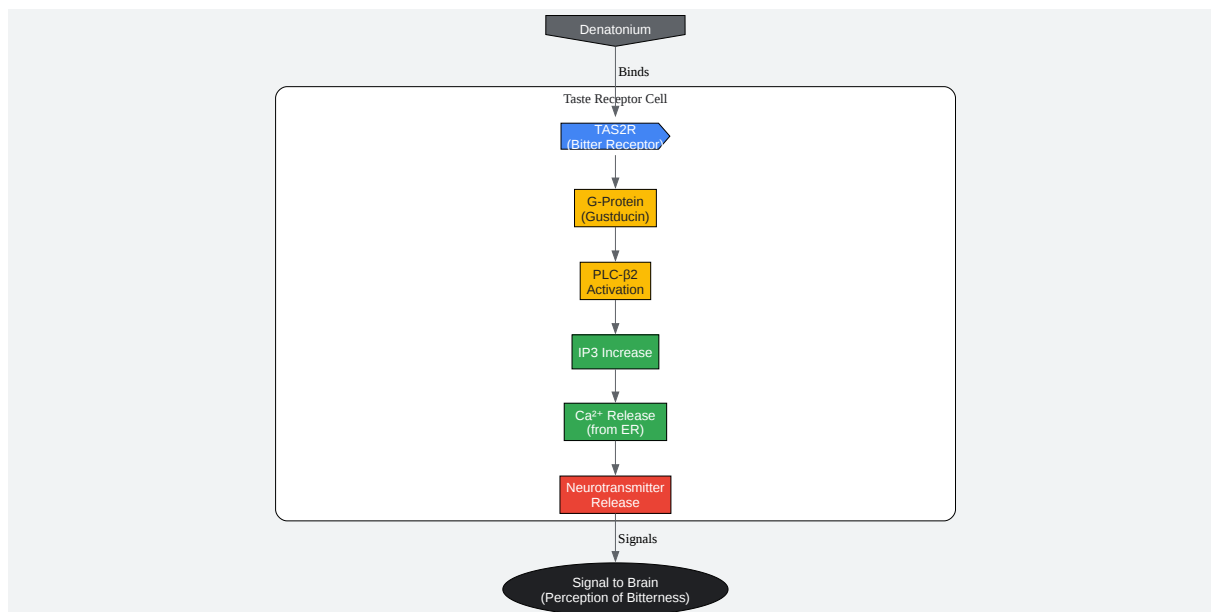 Denatonium
Binds
Taste Receptor Cell
TAS2R
(Bitter Receptor)
G-Protein
(Gustducin)
PLC-β2
Activation
IP3 Increase
Ca²⁺ Release
(from ER)
Neurotransmitter
Release
Signals
Signal to Brain
(Perception of Bitterness)